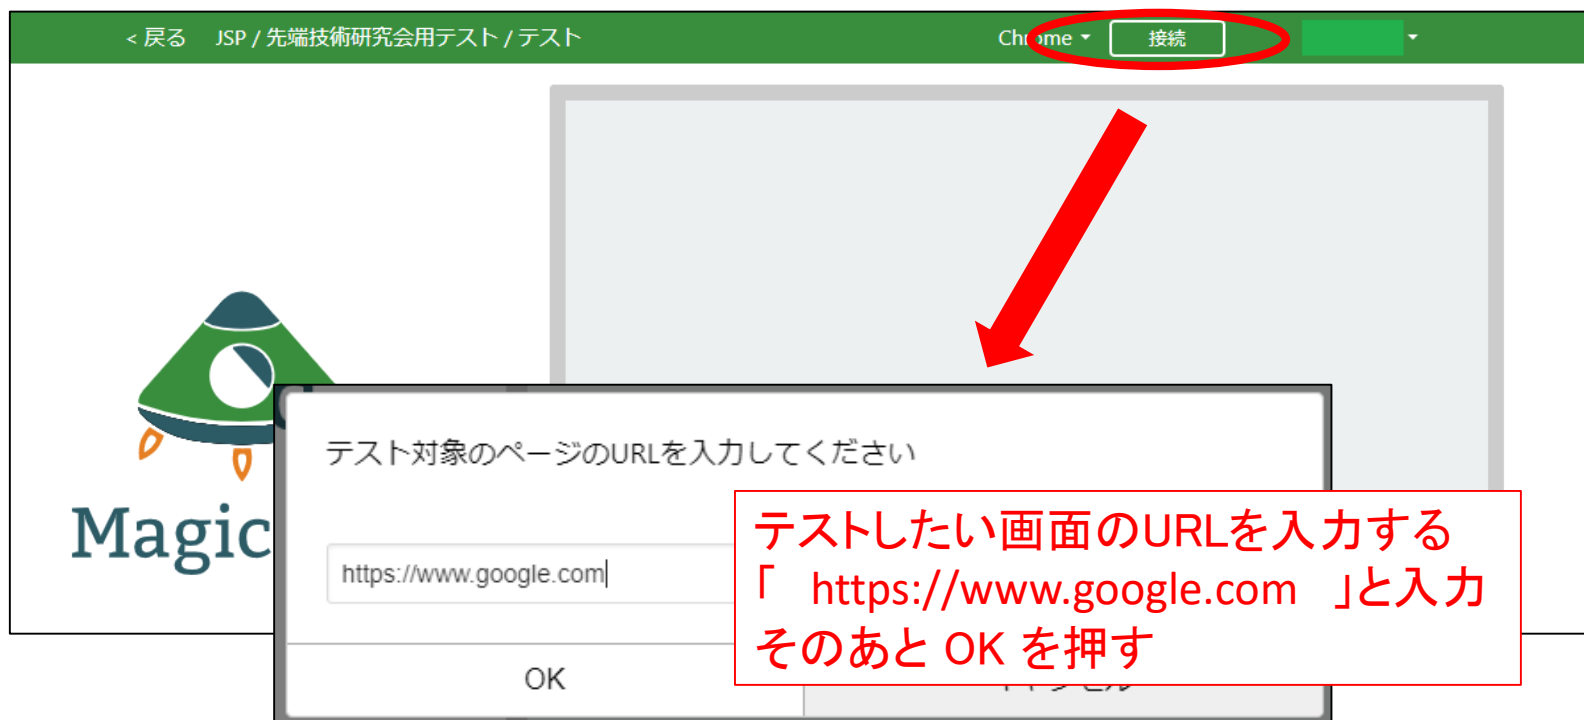 < 戻る JSP / 先端技術研究会用テスト / テスト Chrome 接続
Magic
テスト対象のページのURLを入力してください
https://www.google.com
テストしたい画面のURLを入力する
「 https://www.google.com 」と入力
そのあと OK を押す
OK